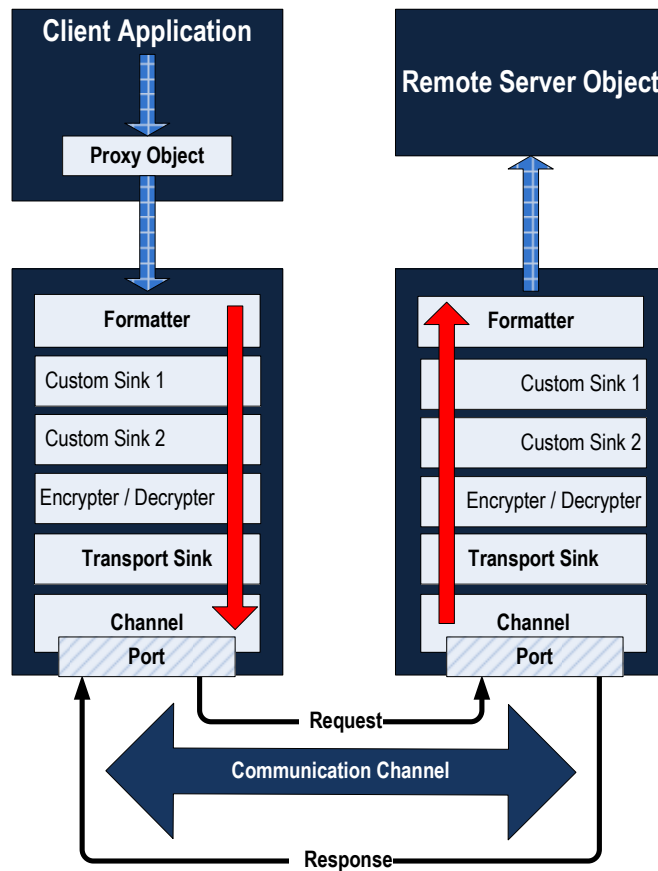 Client Application
Proxy Object
Formatter
Custom Sink 1
Custom Sink 2
Encrypter / Decrypter
Transport Sink
Channel
Port
Remote Server Object
Formatter
Custom Sink 1
Custom Sink 2
Encrypter / Decrypter
Transport Sink
Channel
Port
Request
Communication Channel
Response